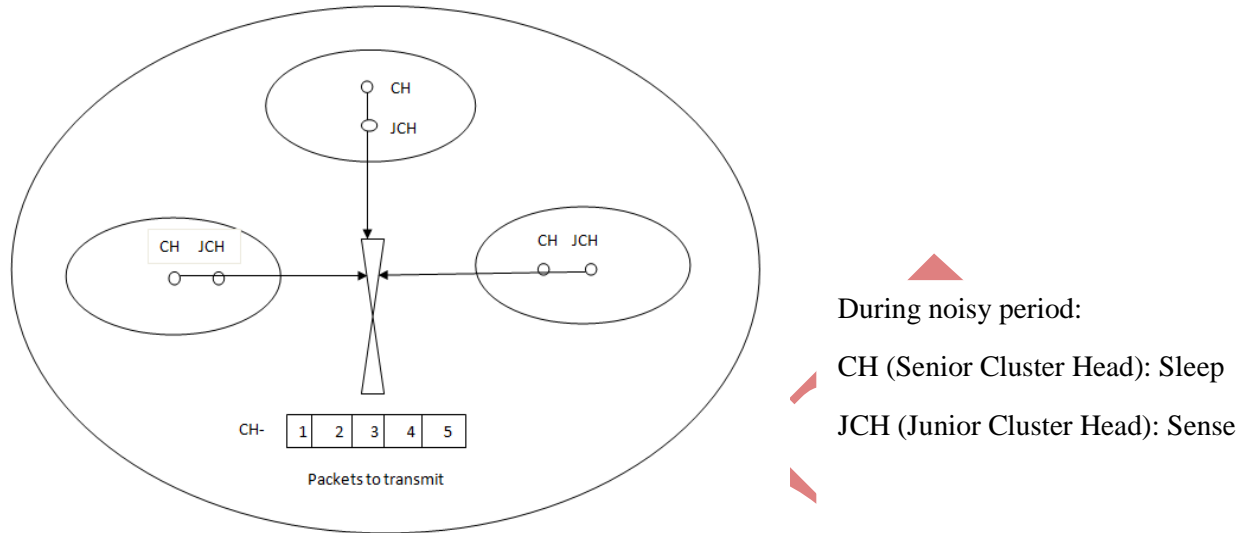 CH
JCH
CH JCH
CH JCH
CH- 1 2 3 4 5
Packets to transmit
During noisy period:
CH (Senior Cluster Head): Sleep
JCH (Junior Cluster Head): Sense